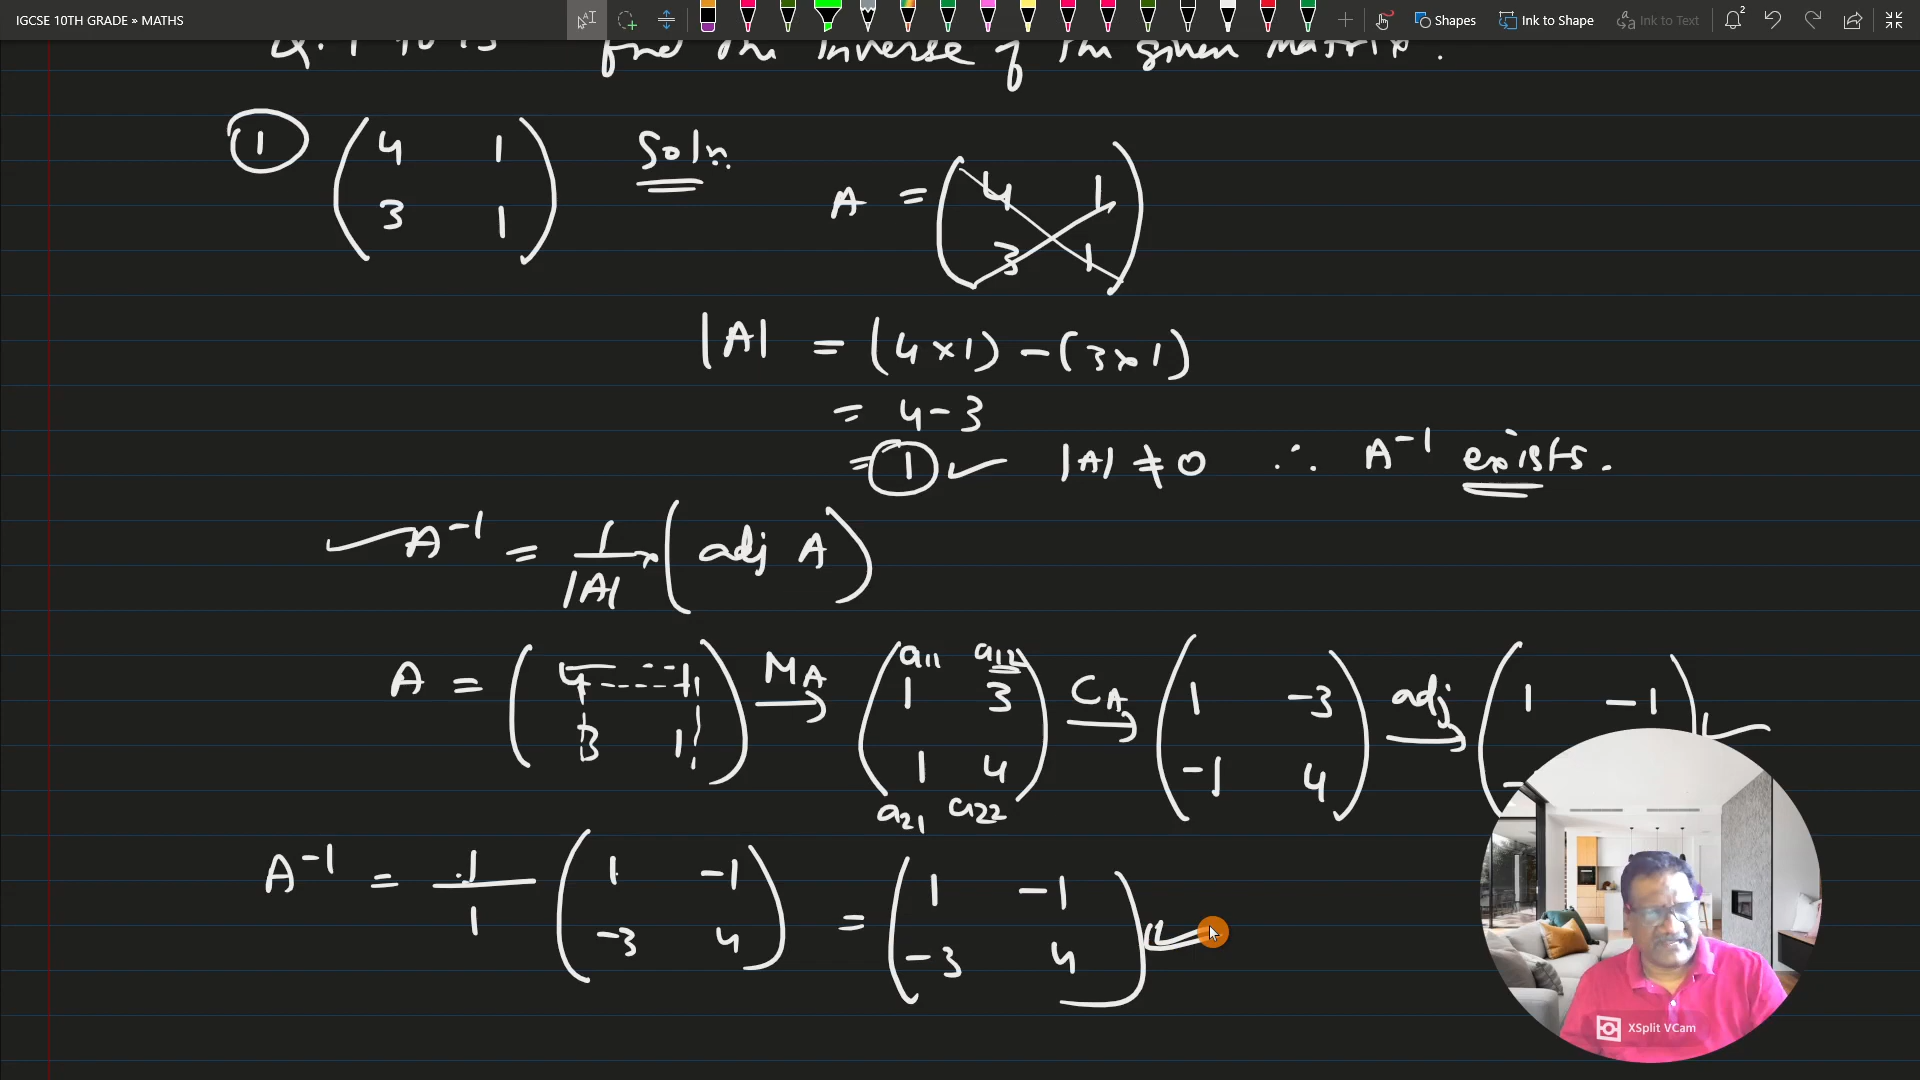 IGCSE 10TH GRADE » MATHS
Shapes Ink to Shape Ink to Text 2
find the inverse of the given matrix.
1 ( 4 1 Soln.
3 1 ) A = ( 4 1
3 1 )
|A| = (4×1) - (3×1)
= 4-3
= 1 |A| ≠ 0 ∴ A⁻¹ exists.
A⁻¹ = 1/|A| × ( adj A )
A = ( 4 1 M_A → ( a11 a12 1 3 C_A → ( 1 -3 adj → ( 1 -1
3 1 ) 1 4 a21 a22 ) -1 4 ) -
A⁻¹ = 1/1 ( 1 -1 = ( 1 -1
-3 4 ) -3 4 )
XSplit VCam